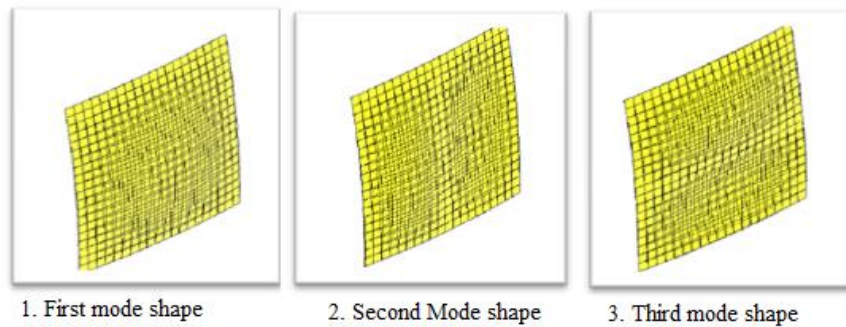 1. First mode shape
2. Second Mode shape
3. Third mode shape